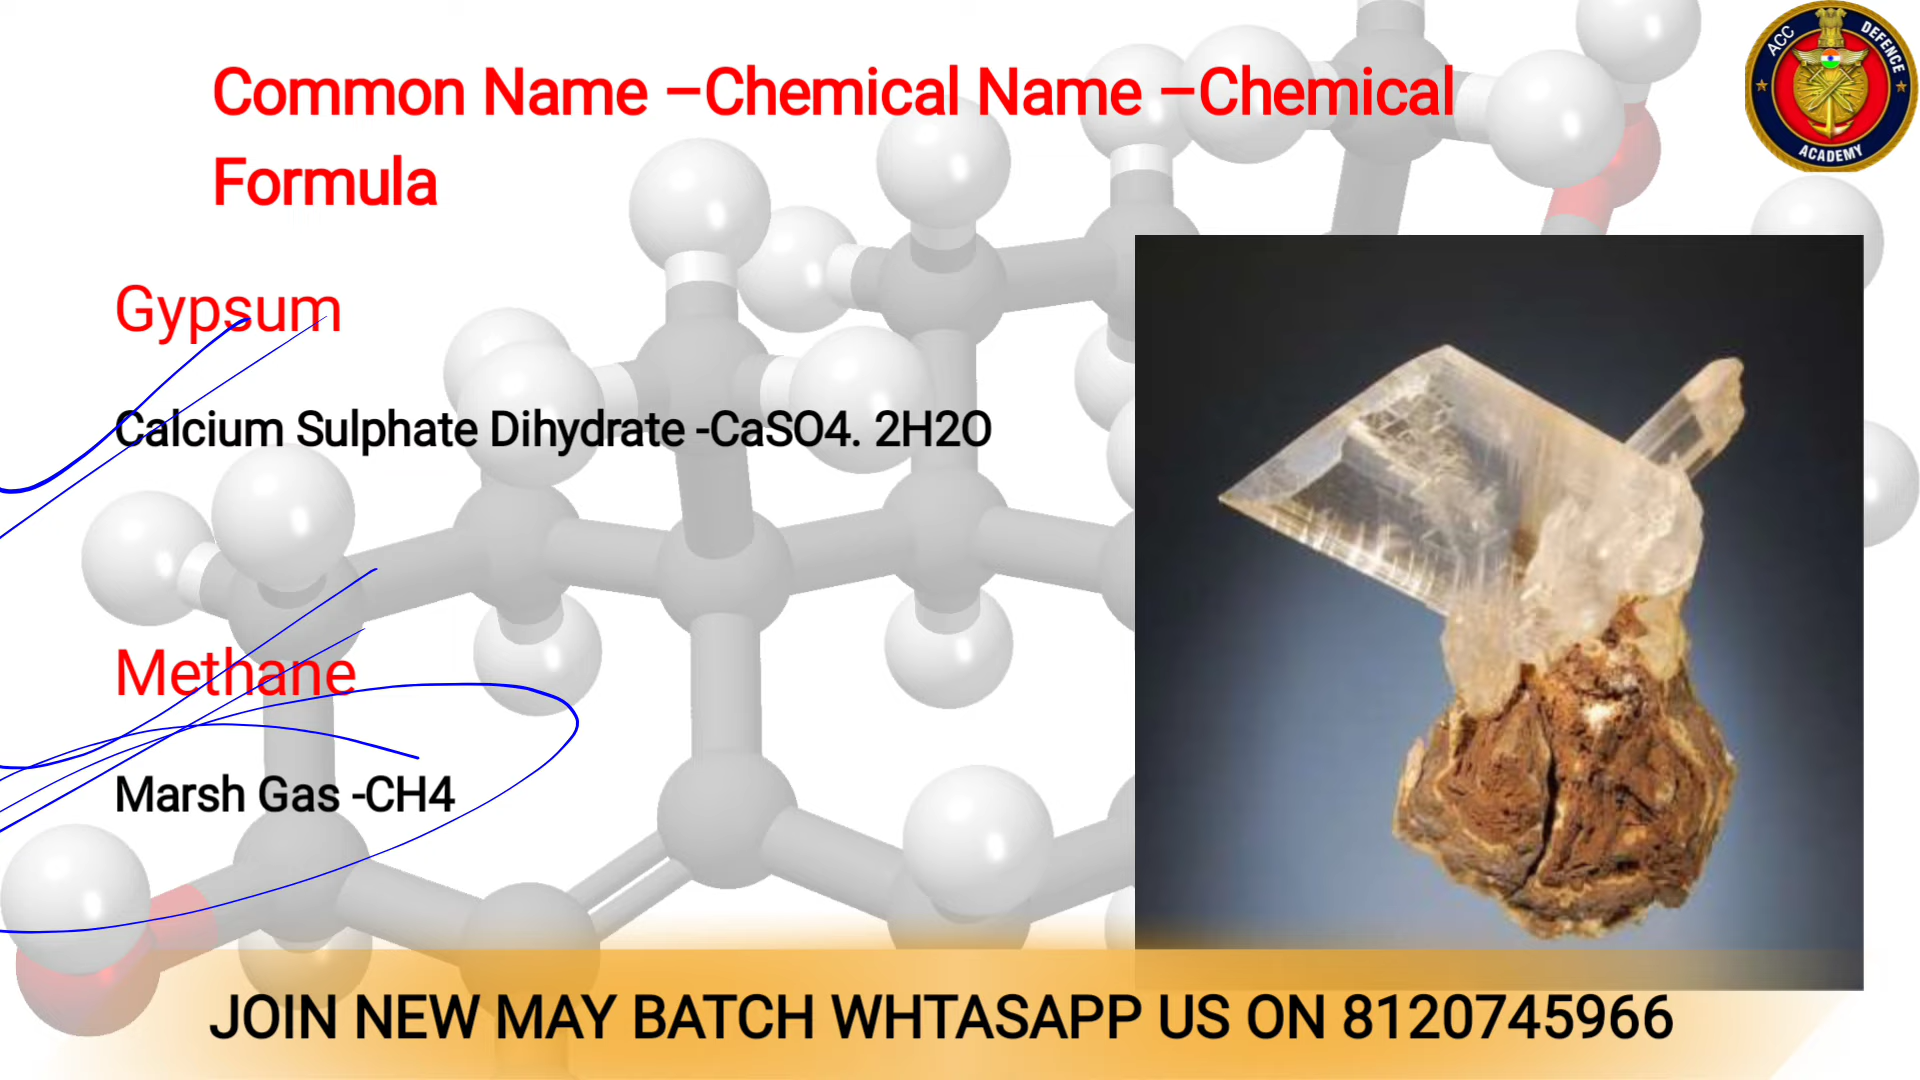 Common Name –Chemical Name –Chemical
Formula
ACC DEFENCE ACADEMY
Gypsum
Calcium Sulphate Dihydrate -CaSO4. 2H2O
Methane
Marsh Gas -CH4
JOIN NEW MAY BATCH WHTASAPP US ON 8120745966